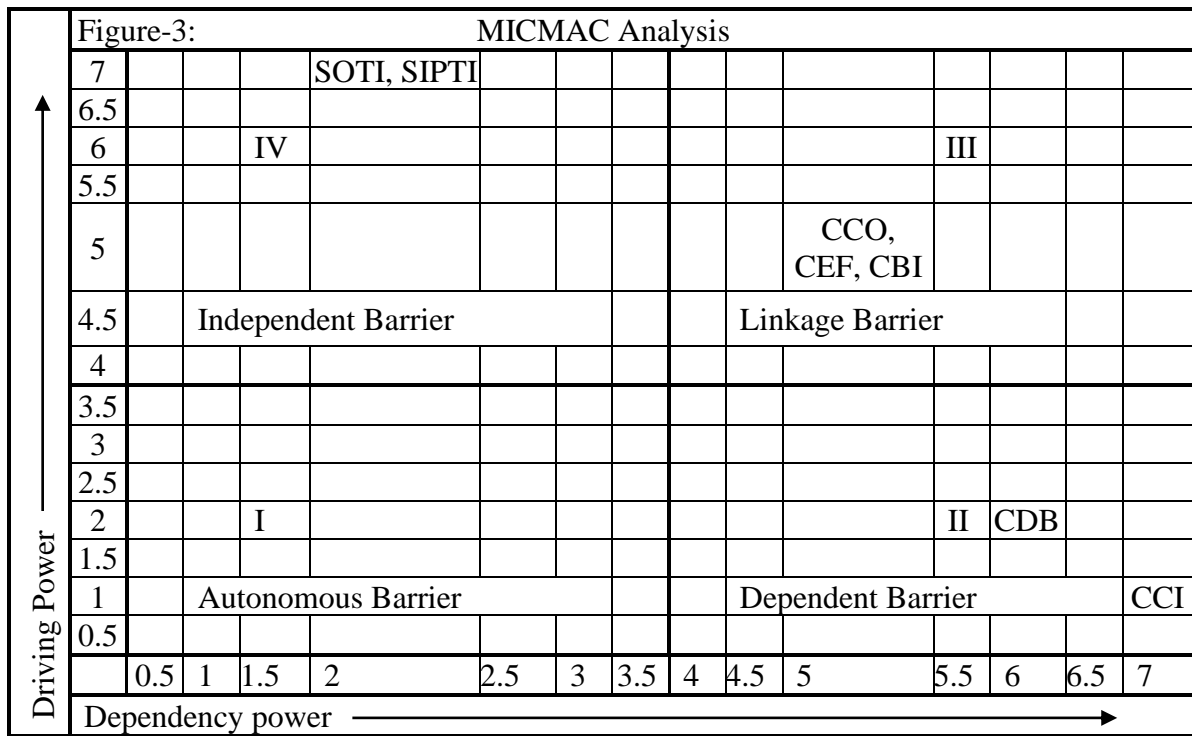 Figure-3: MICMAC Analysis
7 SOTI, SIPTI
6.5
6 IV III
5.5
5 CCO,
CEF, CBI
4.5 Independent Barrier Linkage Barrier
4
3.5
3
2.5
2 I II CDB
1.5
1 Autonomous Barrier Dependent Barrier CCI
0.5
0.5 1 1.5 2 2.5 3 3.5 4 4.5 5 5.5 6 6.5 7
Dependency power
Driving Power